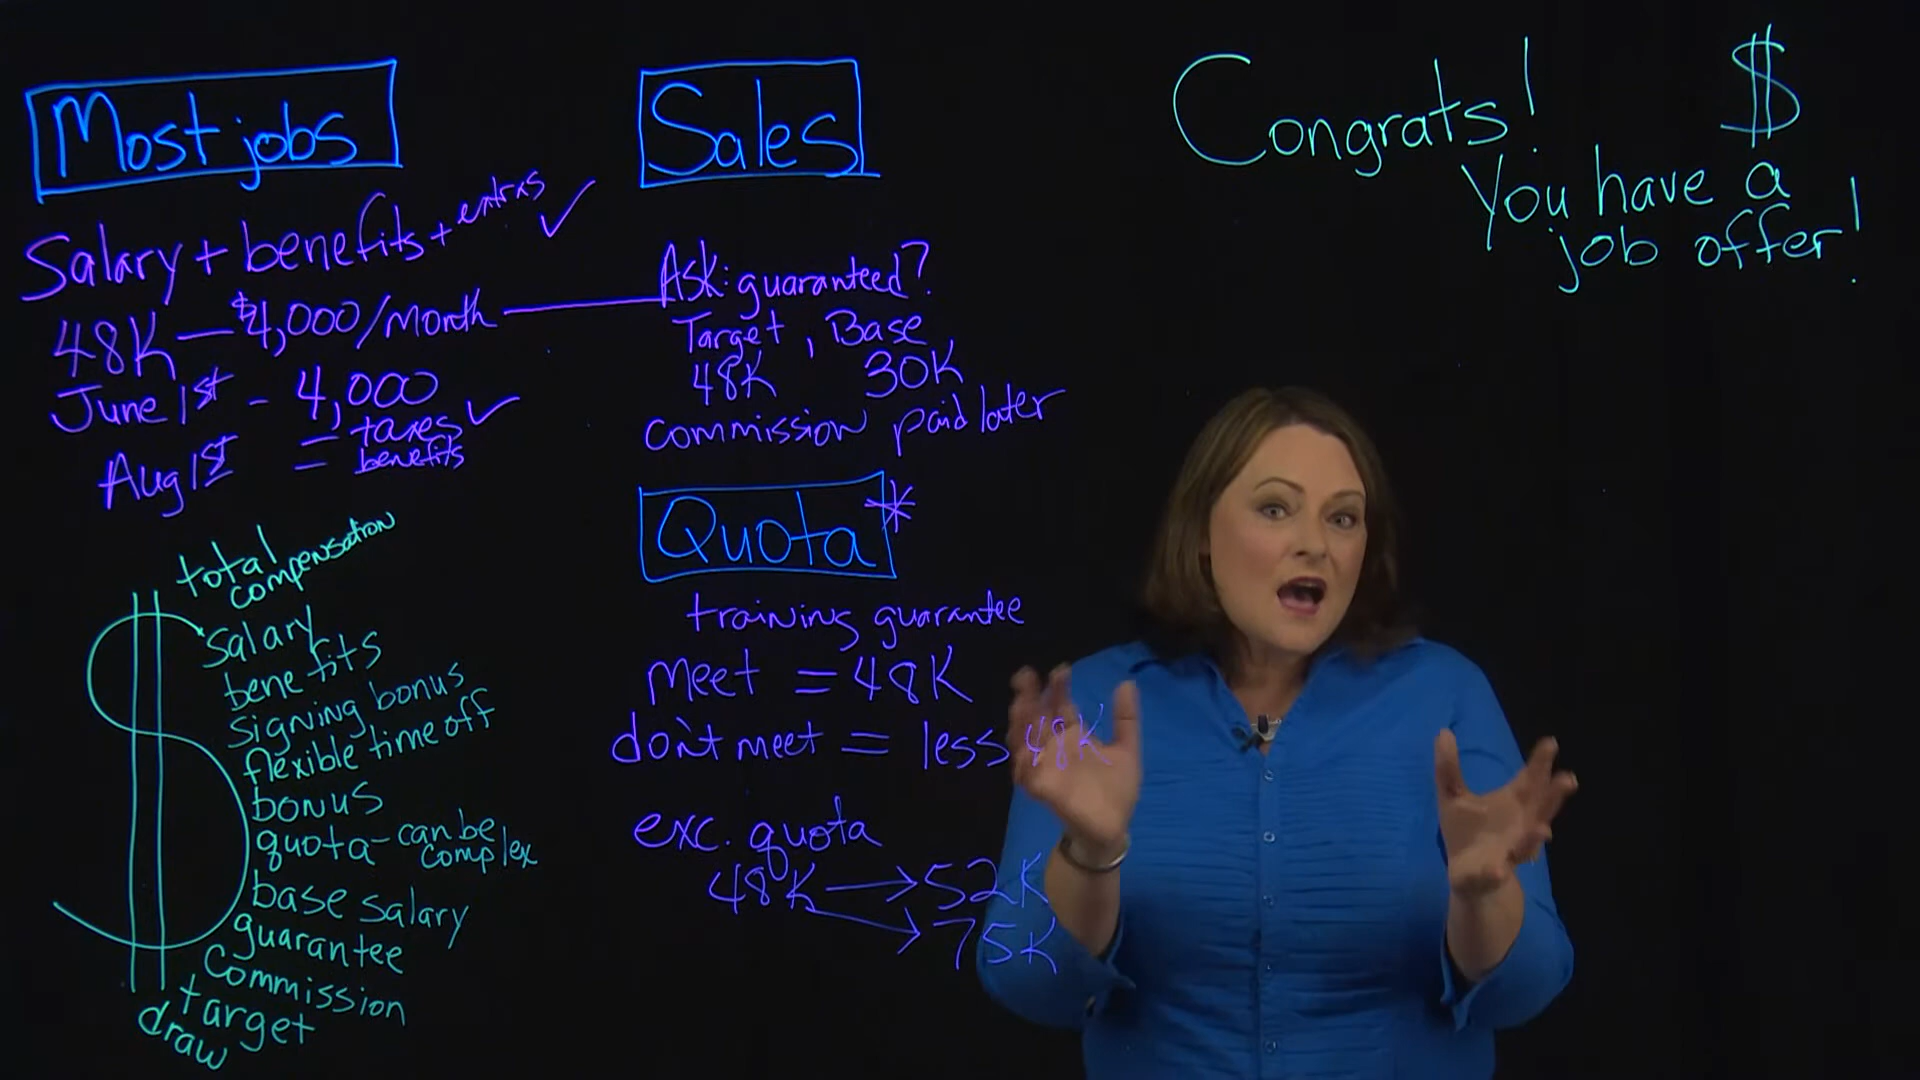 Most jobs
Salary + benefits + extras ✓
48K — $4,000/month
June 1st - 4,000
= taxes ✓
Aug 1st = benefits
total
compensation
salary
benefits
signing bonus
flexible time off
bonus
quota - can be
complex
base salary
guarantee
commission
target
draw
Sales
Ask: guaranteed?
Target, Base
48K 30K
commission paid later
Quota*
training guarantee
Meet = 48K
don't meet = less 48K
exc. quota
48K → 52K
→ 75K
Congrats! $
You have a
job offer!